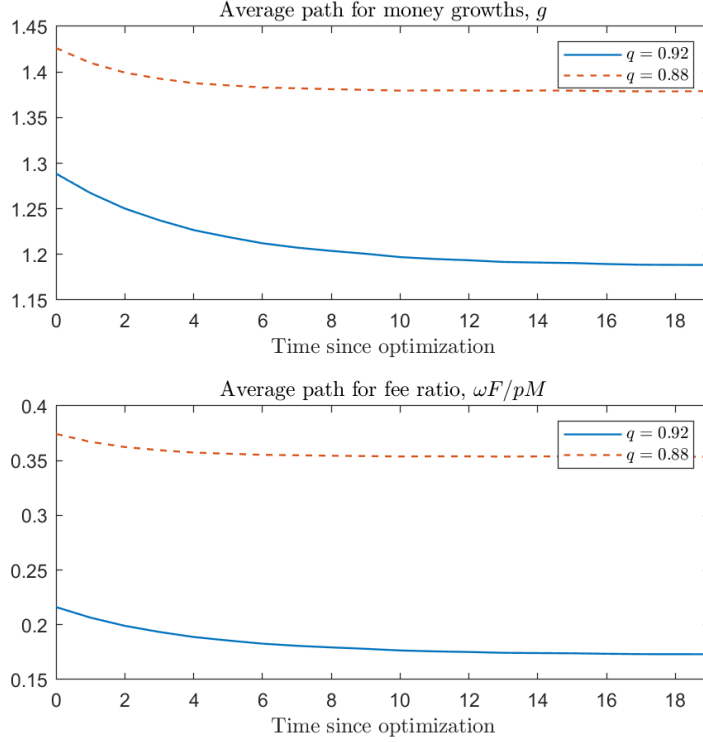 Average path for money growths, g
1.45
1.4
1.35
1.3
1.25
1.2
1.15
q = 0.92
q = 0.88
0 2 4 6 8 10 12 14 16 18
Time since optimization
Average path for fee ratio, ωF/pM
0.4
0.35
0.3
0.25
0.2
0.15
q = 0.92
q = 0.88
0 2 4 6 8 10 12 14 16 18
Time since optimization